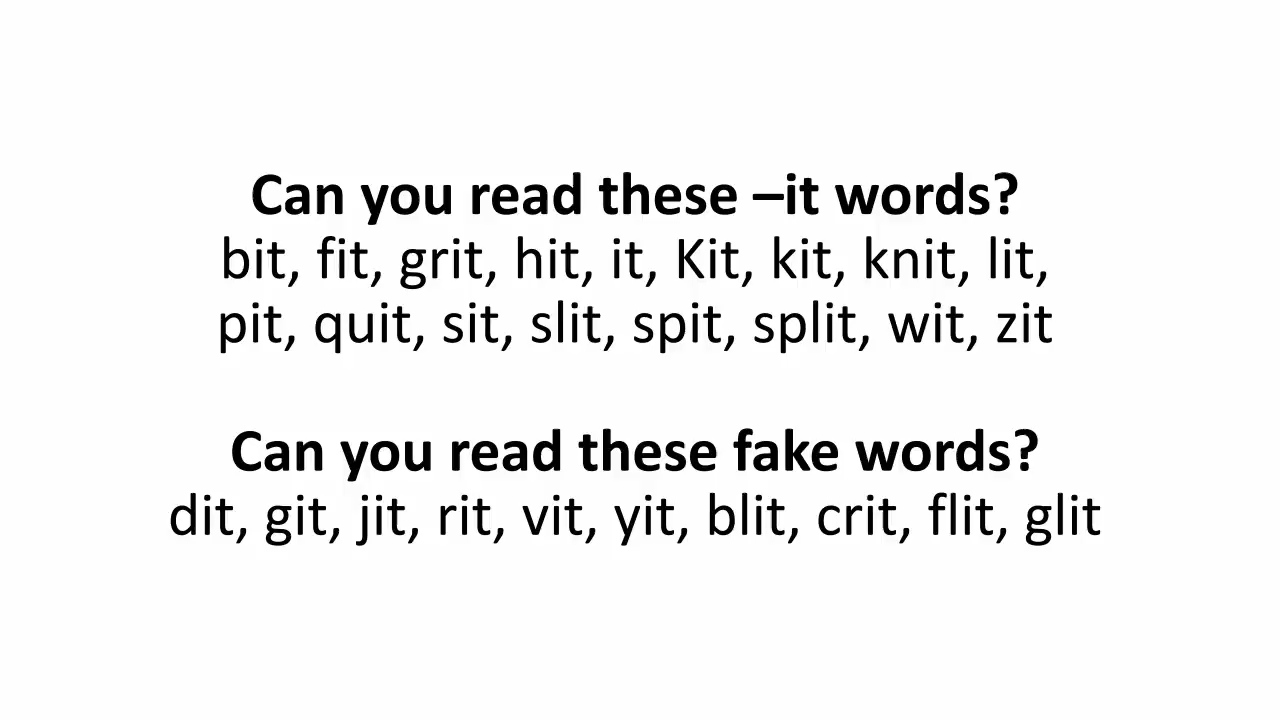 Can you read these –it words?
bit, fit, grit, hit, it, Kit, kit, knit, lit,
pit, quit, sit, slit, spit, split, wit, zit
Can you read these fake words?
dit, git, jit, rit, vit, yit, blit, crit, flit, glit